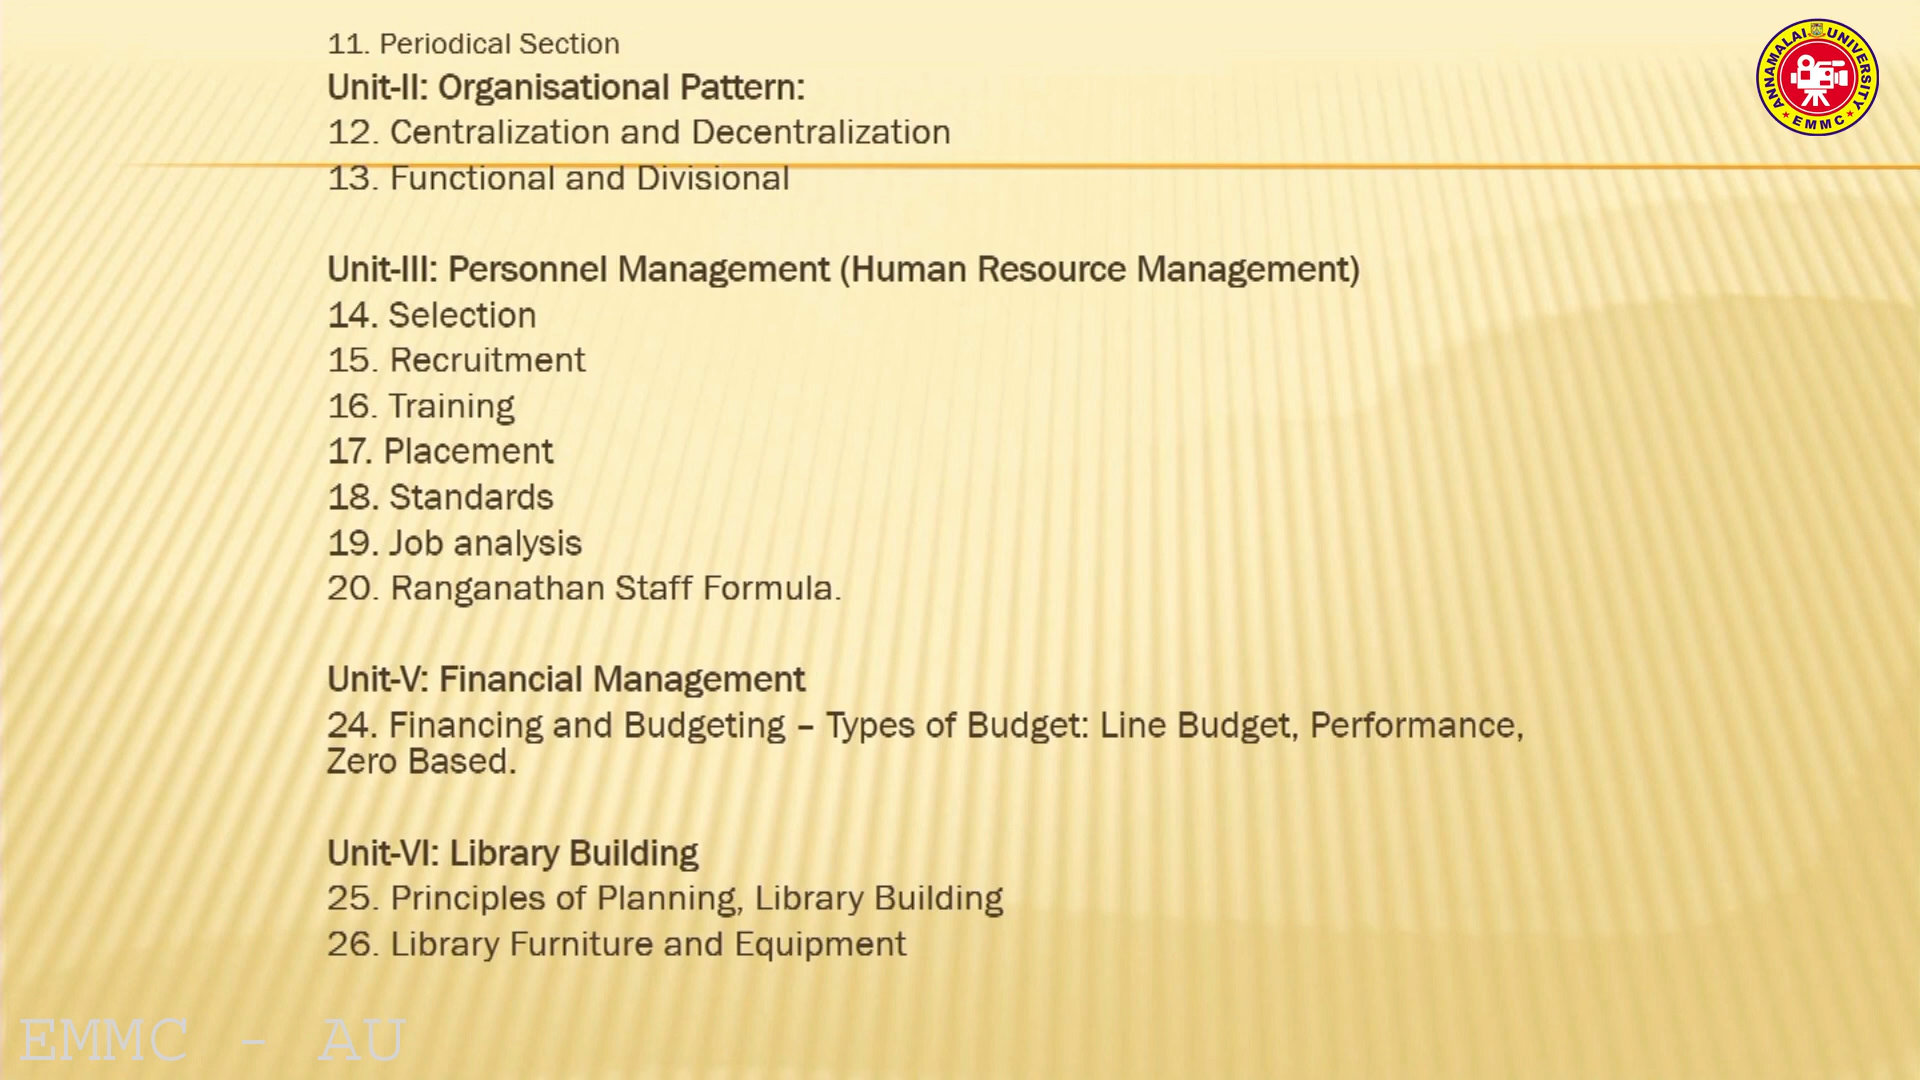 11. Periodical Section
Unit-II: Organisational Pattern:
12. Centralization and Decentralization
13. Functional and Divisional
Unit-III: Personnel Management (Human Resource Management)
14. Selection
15. Recruitment
16. Training
17. Placement
18. Standards
19. Job analysis
20. Ranganathan Staff Formula.
Unit-V: Financial Management
24. Financing and Budgeting – Types of Budget: Line Budget, Performance,
Zero Based.
Unit-VI: Library Building
25. Principles of Planning, Library Building
26. Library Furniture and Equipment
ANNAMALAI UNIVERSITY
EMMC
EMMC - AU